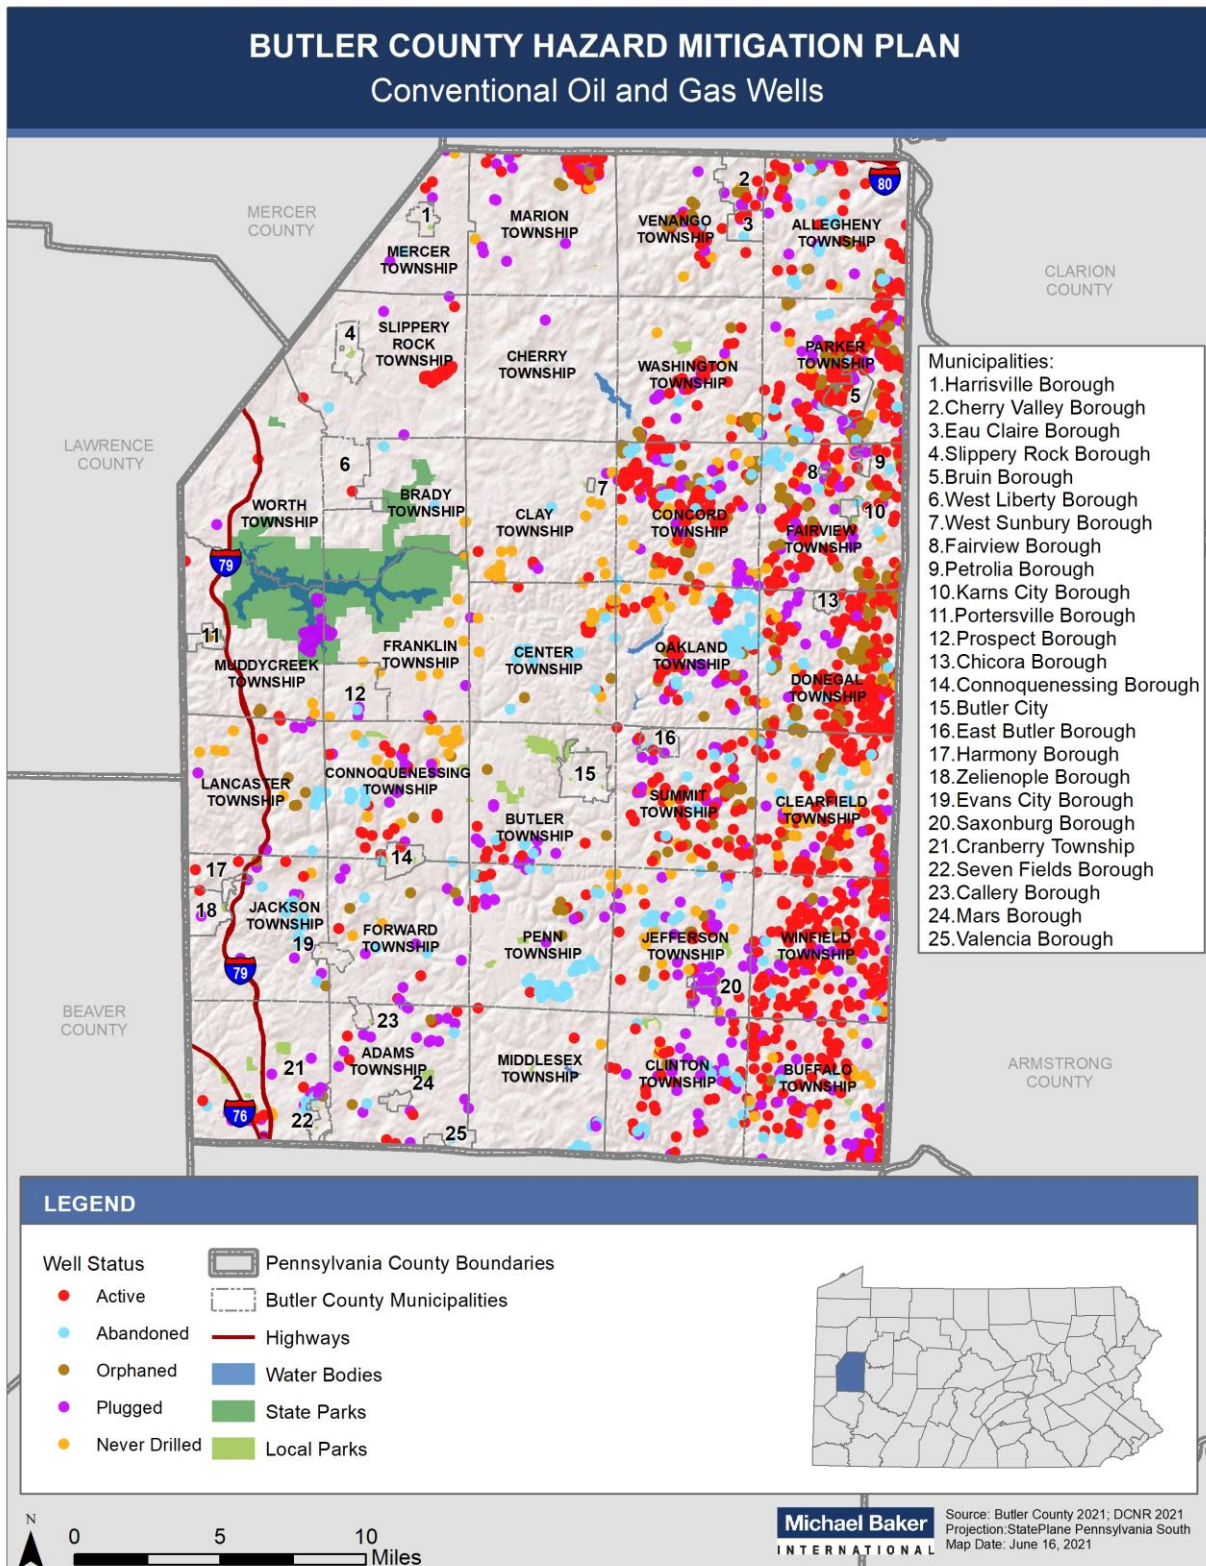 BUTLER COUNTY HAZARD MITIGATION PLAN
Conventional Oil and Gas Wells
80
MERCER
COUNTY
1
MERCER
TOWNSHIP
MARION
TOWNSHIP
2
VENANGO
TOWNSHIP
3
ALLEGHENY
TOWNSHIP
CLARION
COUNTY
4
SLIPPERY
ROCK
TOWNSHIP
CHERRY
TOWNSHIP
WASHINGTON
TOWNSHIP
PARKER
TOWNSHIP
5
LAWRENCE
COUNTY
6
WORTH
TOWNSHIP
BRADY
TOWNSHIP
CLAY
TOWNSHIP
7
CONCORD
TOWNSHIP
8
9
10
FAIRVIEW
TOWNSHIP
79
11
MUDDYCREEK
TOWNSHIP
FRANKLIN
TOWNSHIP
12
CENTER
TOWNSHIP
OAKLAND
TOWNSHIP
13
DONEGAL
TOWNSHIP
LANCASTER
TOWNSHIP
CONNOQUENESSING
TOWNSHIP
14
BUTLER
TOWNSHIP
15
16
SUMMIT
TOWNSHIP
CLEARFIELD
TOWNSHIP
17
18
JACKSON
TOWNSHIP
19
FORWARD
TOWNSHIP
PENN
TOWNSHIP
JEFFERSON
TOWNSHIP
20
WINFIELD
TOWNSHIP
79
BEAVER
COUNTY
21
22
76
23
ADAMS
TOWNSHIP
24
25
MIDDLESEX
TOWNSHIP
CLINTON
TOWNSHIP
BUFFALO
TOWNSHIP
ARMSTRONG
COUNTY
Municipalities:
1.Harrisville Borough
2.Cherry Valley Borough
3.Eau Claire Borough
4.Slippery Rock Borough
5.Bruin Borough
6.West Liberty Borough
7.West Sunbury Borough
8.Fairview Borough
9.Petrolia Borough
10.Karns City Borough
11.Portersville Borough
12.Prospect Borough
13.Chicora Borough
14.Connoquenessing Borough
15.Butler City
16.East Butler Borough
17.Harmony Borough
18.Zelienople Borough
19.Evans City Borough
20.Saxonburg Borough
21.Cranberry Township
22.Seven Fields Borough
23.Callery Borough
24.Mars Borough
25.Valencia Borough
LEGEND
Well Status
Active
Abandoned
Orphaned
Plugged
Never Drilled
Pennsylvania County Boundaries
Butler County Municipalities
Highways
Water Bodies
State Parks
Local Parks
N
0 5 10
Miles
Michael Baker
INTERNATIONAL
Source: Butler County 2021; DCNR 2021
Projection:StatePlane Pennsylvania South
Map Date: June 16, 2021